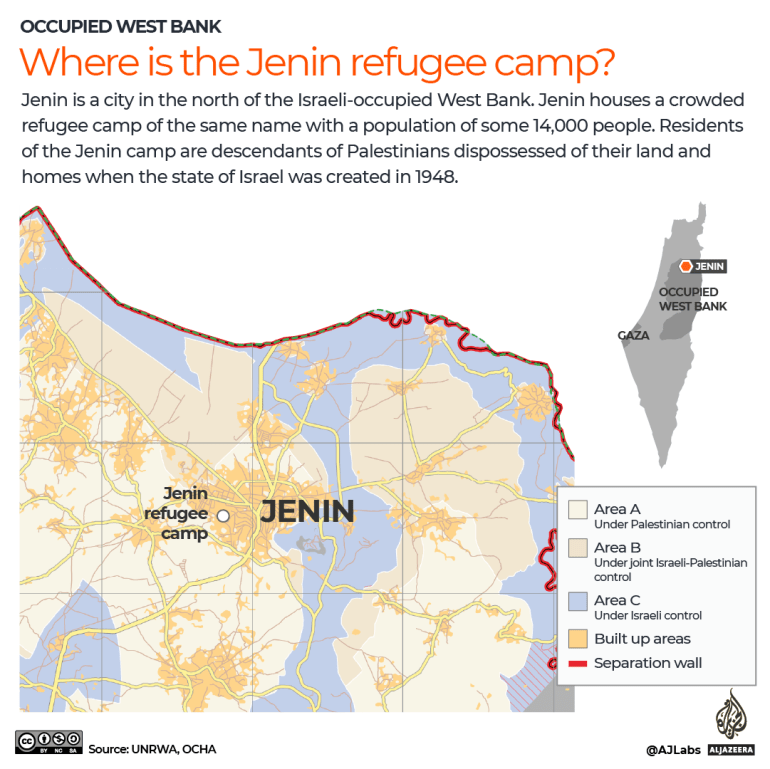 OCCUPIED WEST BANK
Where is the Jenin refugee camp?
Jenin is a city in the north of the Israeli-occupied West Bank. Jenin houses a crowded
refugee camp of the same name with a population of some 14,000 people. Residents
of the Jenin camp are descendants of Palestinians dispossessed of their land and
homes when the state of Israel was created in 1948.
JENIN
OCCUPIED
WEST BANK
GAZA
Jenin
refugee
camp
JENIN
Area A
Under Palestinian control
Area B
Under joint Israeli-Palestinian
control
Area C
Under Israeli control
Built up areas
Separation wall
cc
BY NC SA
Source: UNRWA, OCHA
@AJLabs
ALJAZEERA